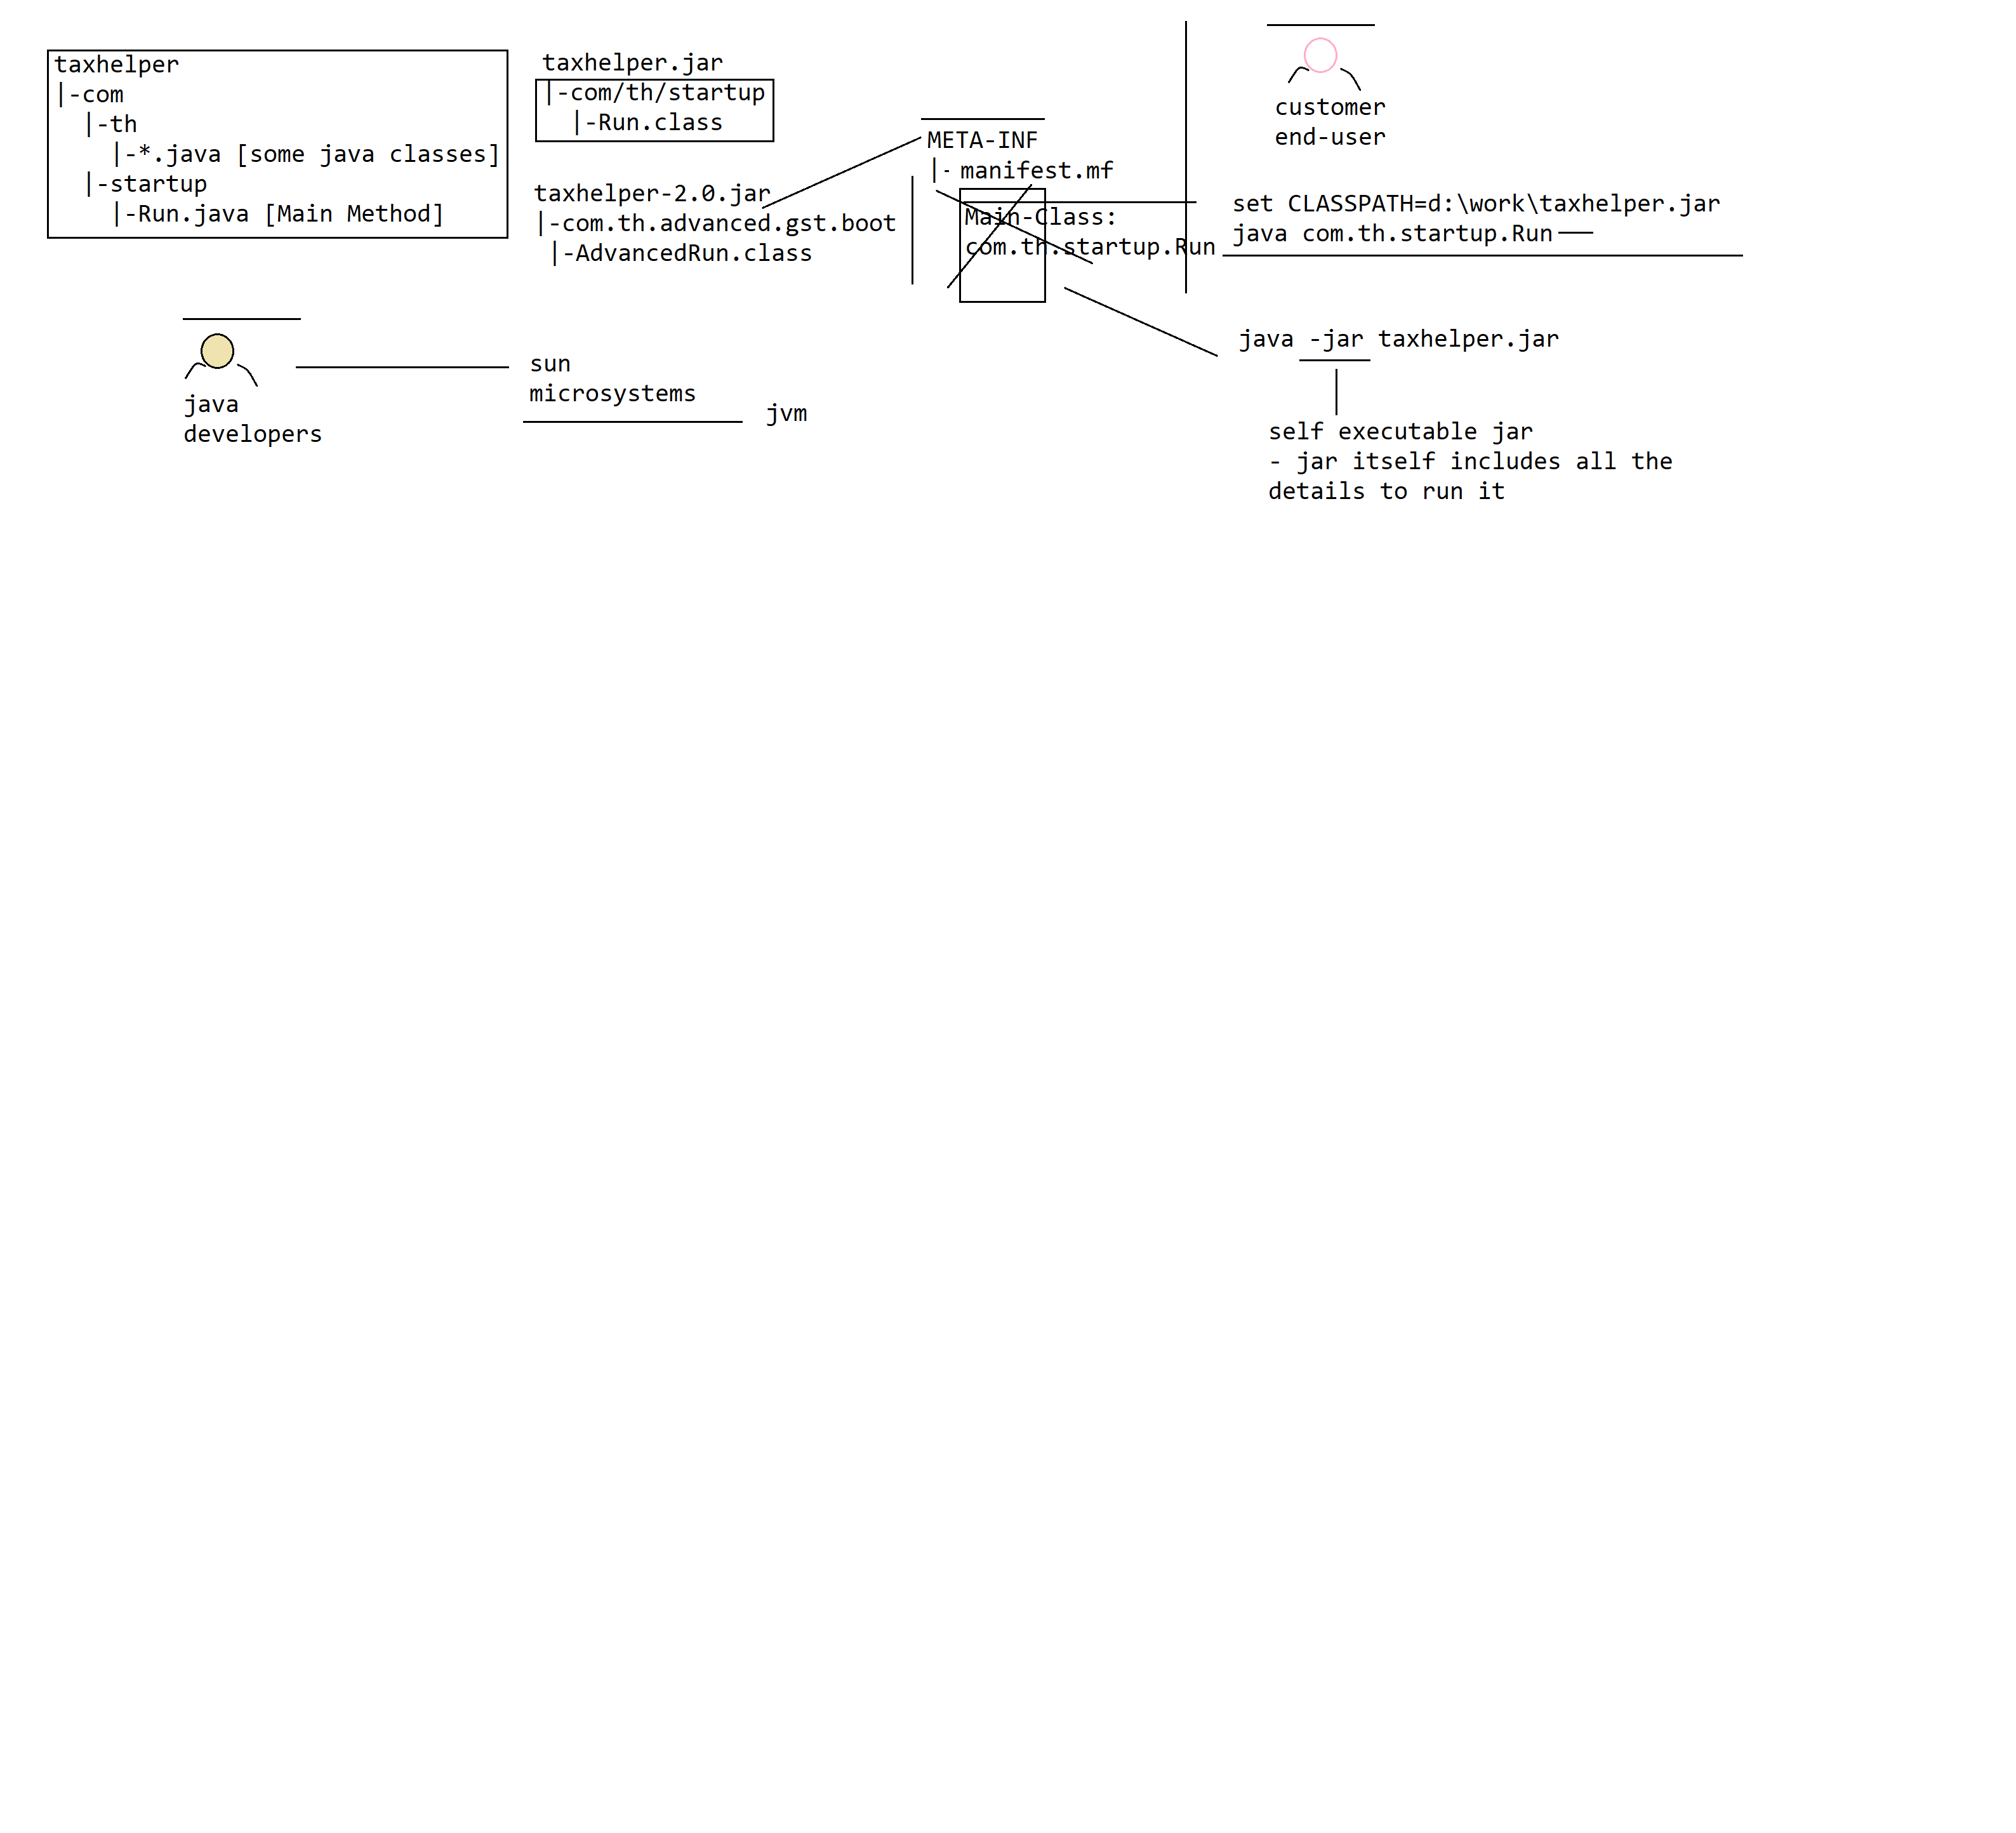 taxhelper
|-com
  |-th
    |-*.java [some java classes]
  |-startup
    |-Run.java [Main Method]
taxhelper.jar
|-com/th/startup
  |-Run.class
taxhelper-2.0.jar
|-com.th.advanced.gst.boot
 |-AdvancedRun.class
META-INF
|- manifest.mf
Main-Class:
com.th.startup.Run
customer
end-user
set CLASSPATH=d:\work\taxhelper.jar
java com.th.startup.Run
java
developers
sun
microsystems
jvm
java -jar taxhelper.jar
self executable jar
- jar itself includes all the
details to run it